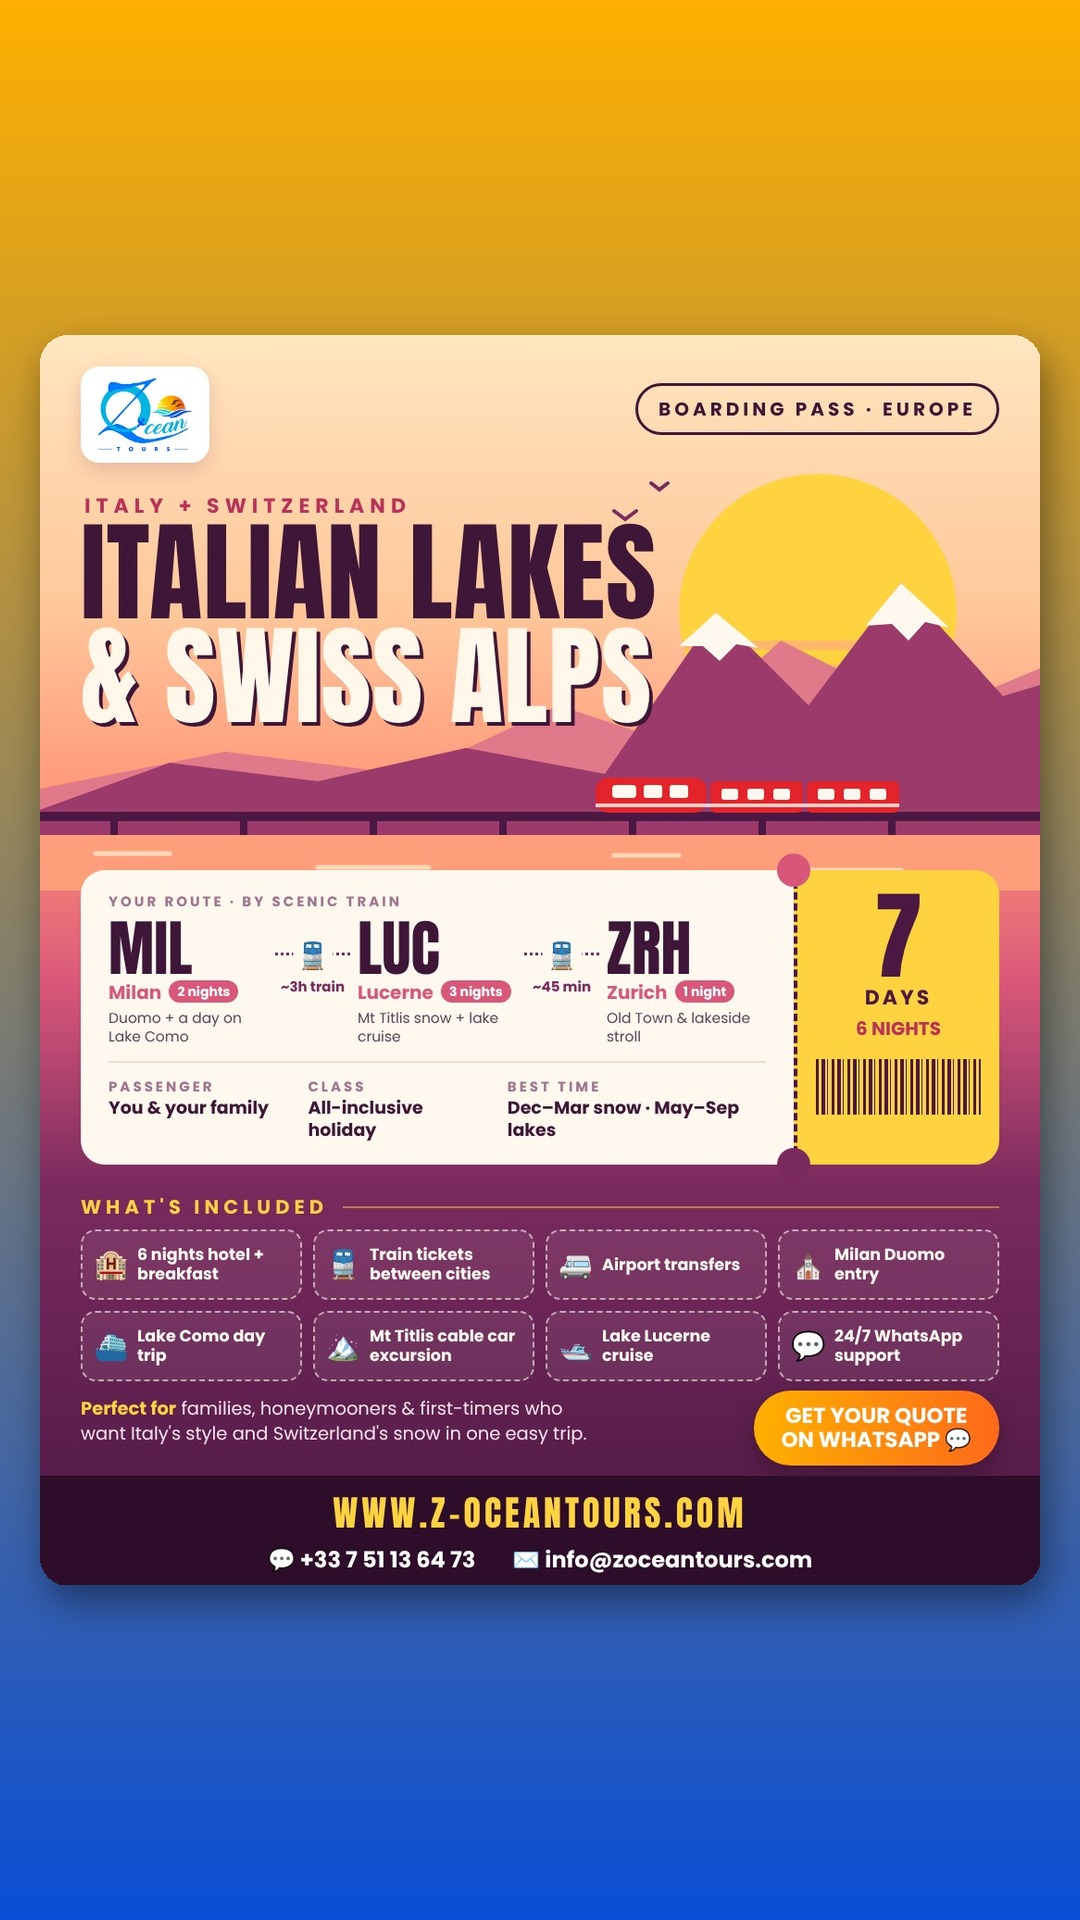 Zocean
TOURS
BOARDING PASS · EUROPE
ITALY + SWITZERLAND
ITALIAN LAKES
& SWISS ALPS
YOUR ROUTE · BY SCENIC TRAIN
MIL
Milan 2 nights
Duomo + a day on
Lake Como
~3h train
LUC
Lucerne 3 nights
Mt Titlis snow + lake
cruise
~45 min
ZRH
Zurich 1 night
Old Town & lakeside
stroll
PASSENGER
You & your family
CLASS
All-inclusive
holiday
BEST TIME
Dec–Mar snow · May–Sep
lakes
7
DAYS
6 NIGHTS
WHAT'S INCLUDED
6 nights hotel +
breakfast
Train tickets
between cities
Airport transfers
Milan Duomo
entry
Lake Como day
trip
Mt Titlis cable car
excursion
Lake Lucerne
cruise
24/7 WhatsApp
support
Perfect for families, honeymooners & first-timers who
want Italy's style and Switzerland's snow in one easy trip.
GET YOUR QUOTE
ON WHATSAPP 💬
WWW.Z-OCEANTOURS.COM
💬 +33 7 51 13 64 73 ✉️ info@zoceantours.com